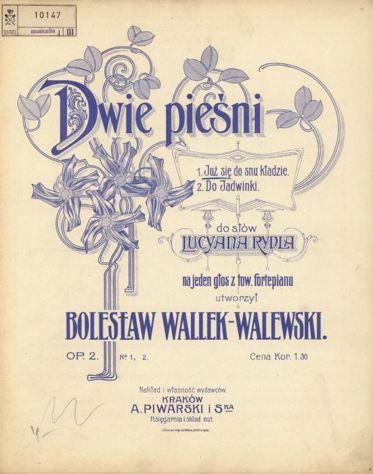 10147
musicalia III
Dwie pieśni
1. Już się do snu kładzie.
2. Do Jadwinki.
do słów
LUCYANA RYDLA
na jeden głos z tow. fortepianu
utworzył
BOLESŁAW WALLEK-WALEWSKI.
OP. 2. № 1, 2. Cena Kor. 1.30
Nakład i własność wydawców.
KRAKÓW
A. PIWARSKI i SKA
Księgarnia i skład nut.